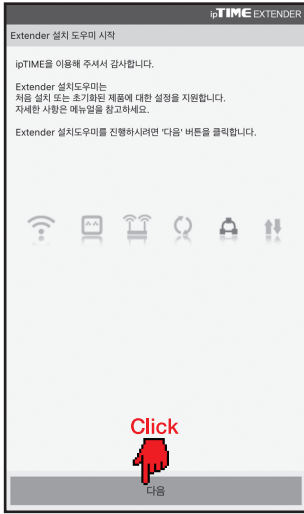 ipTIME EXTENDER
Extender 설치 도우미 시작
ipTIME을 이용해 주셔서 감사합니다.
Extender 설치도우미는
처음 설치 또는 초기화된 제품에 대한 설정을 지원합니다.
자세한 사항은 메뉴얼을 참고하세요.
Extender 설치도우미를 진행하시려면 '다음' 버튼을 클릭합니다.
Click
다음